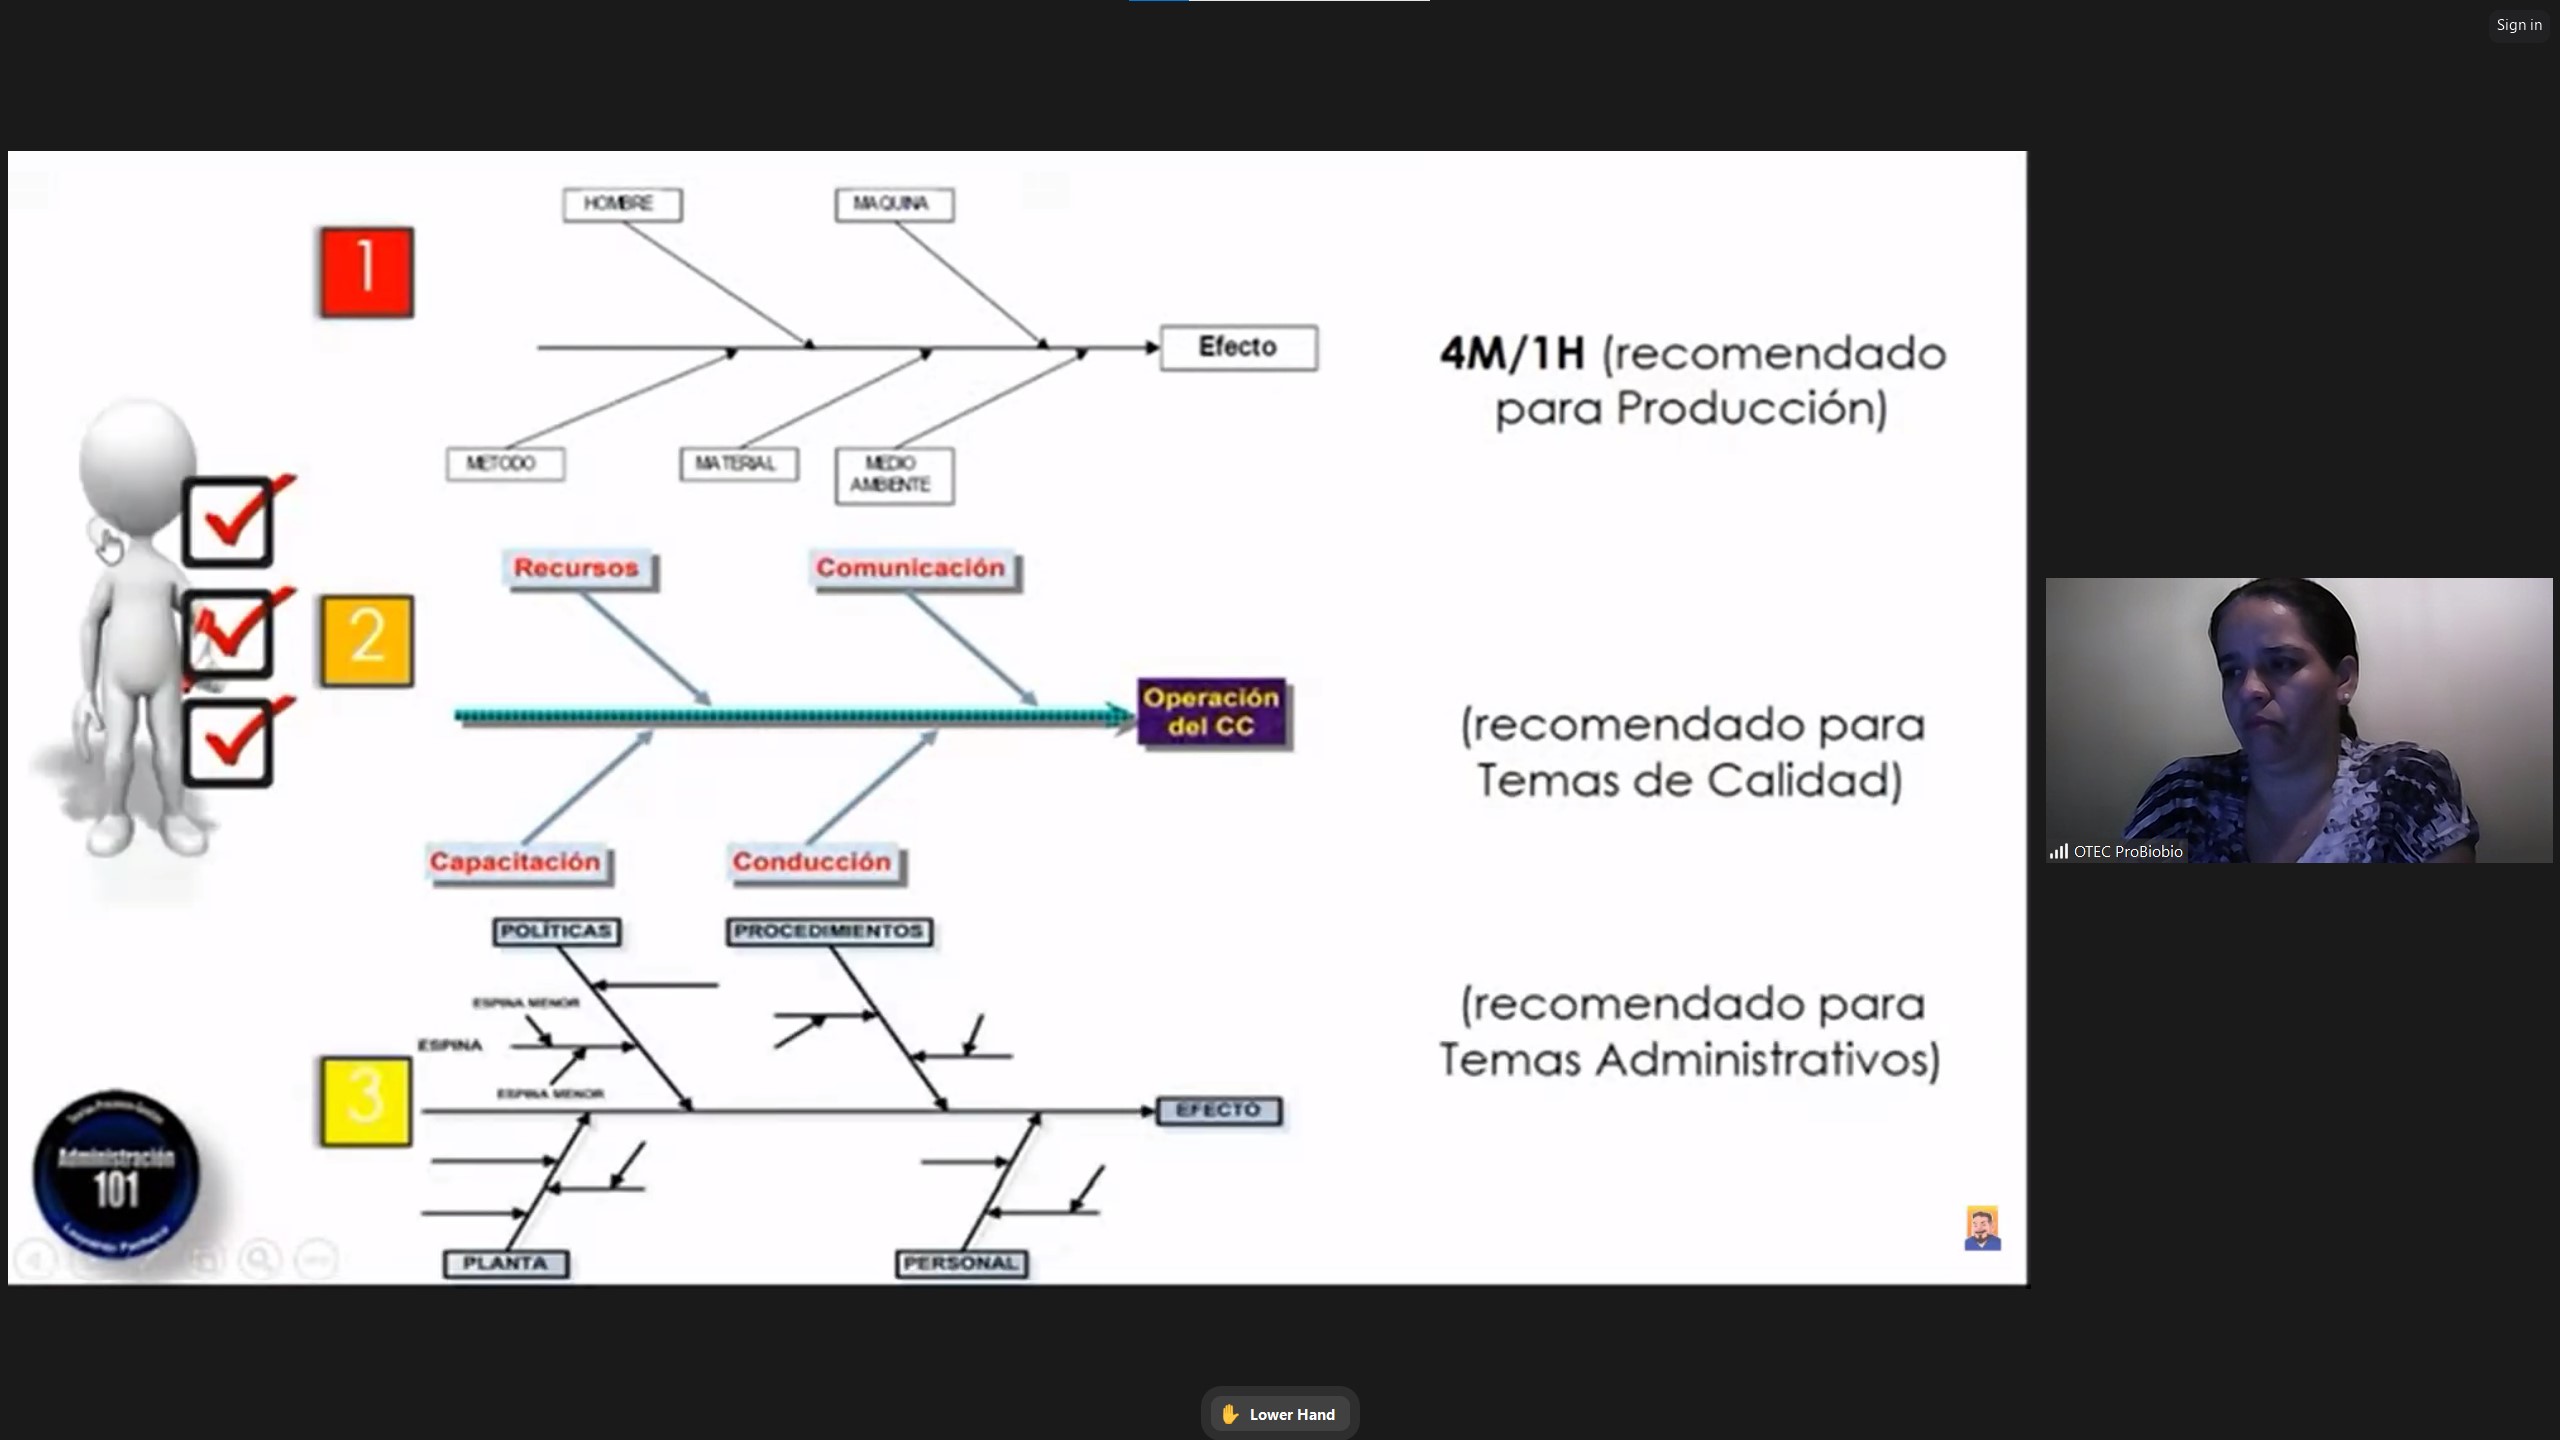 Sign in
1
HOMBRE
MAQUINA
Efecto
METODO
MATERIAL
MEDIO
AMBIENTE
4M/1H (recomendado
para Producción)
2
Recursos
Comunicación
Operación
del CC
Capacitación
Conducción
(recomendado para
Temas de Calidad)
3
POLÍTICAS
PROCEDIMIENTOS
ESPINA MENOR
ESPINA
ESPINA MENOR
EFECTO
PLANTA
PERSONAL
(recomendado para
Temas Administrativos)
Administración
101
OTEC ProBiobio
Lower Hand